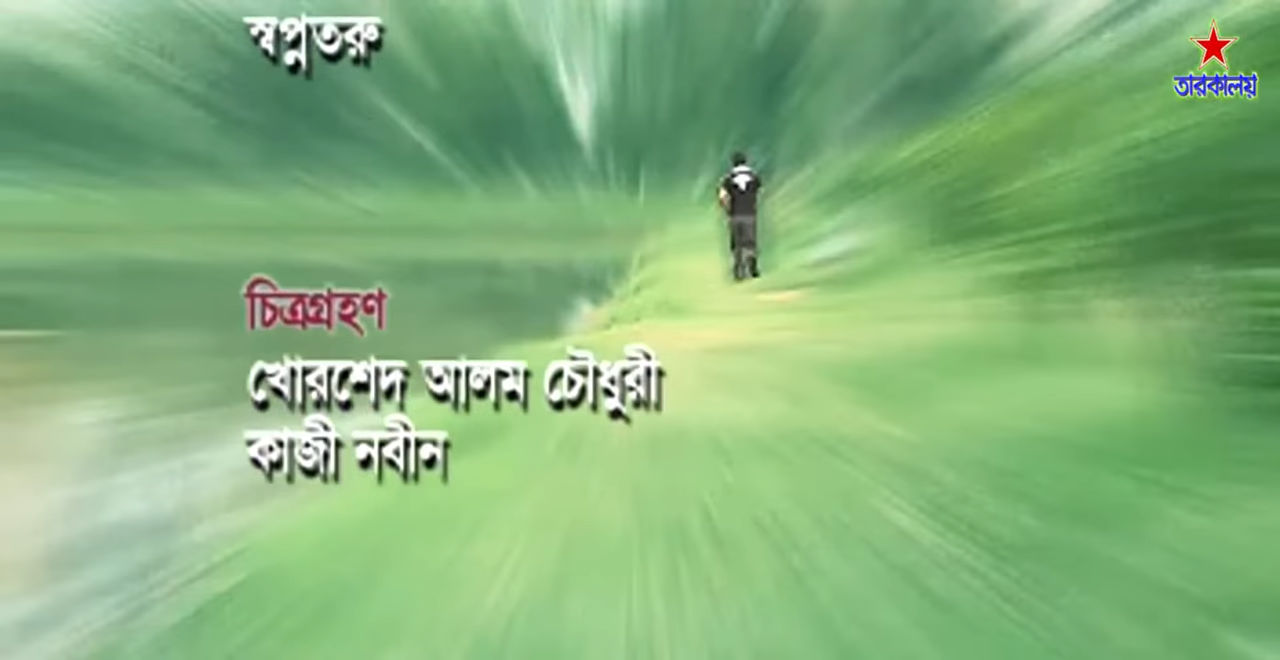 স্বপ্নতরু
তারকালয়
চিত্রগ্রহণ
খোরশেদ আলম চৌধুরী
কাজী নবীন